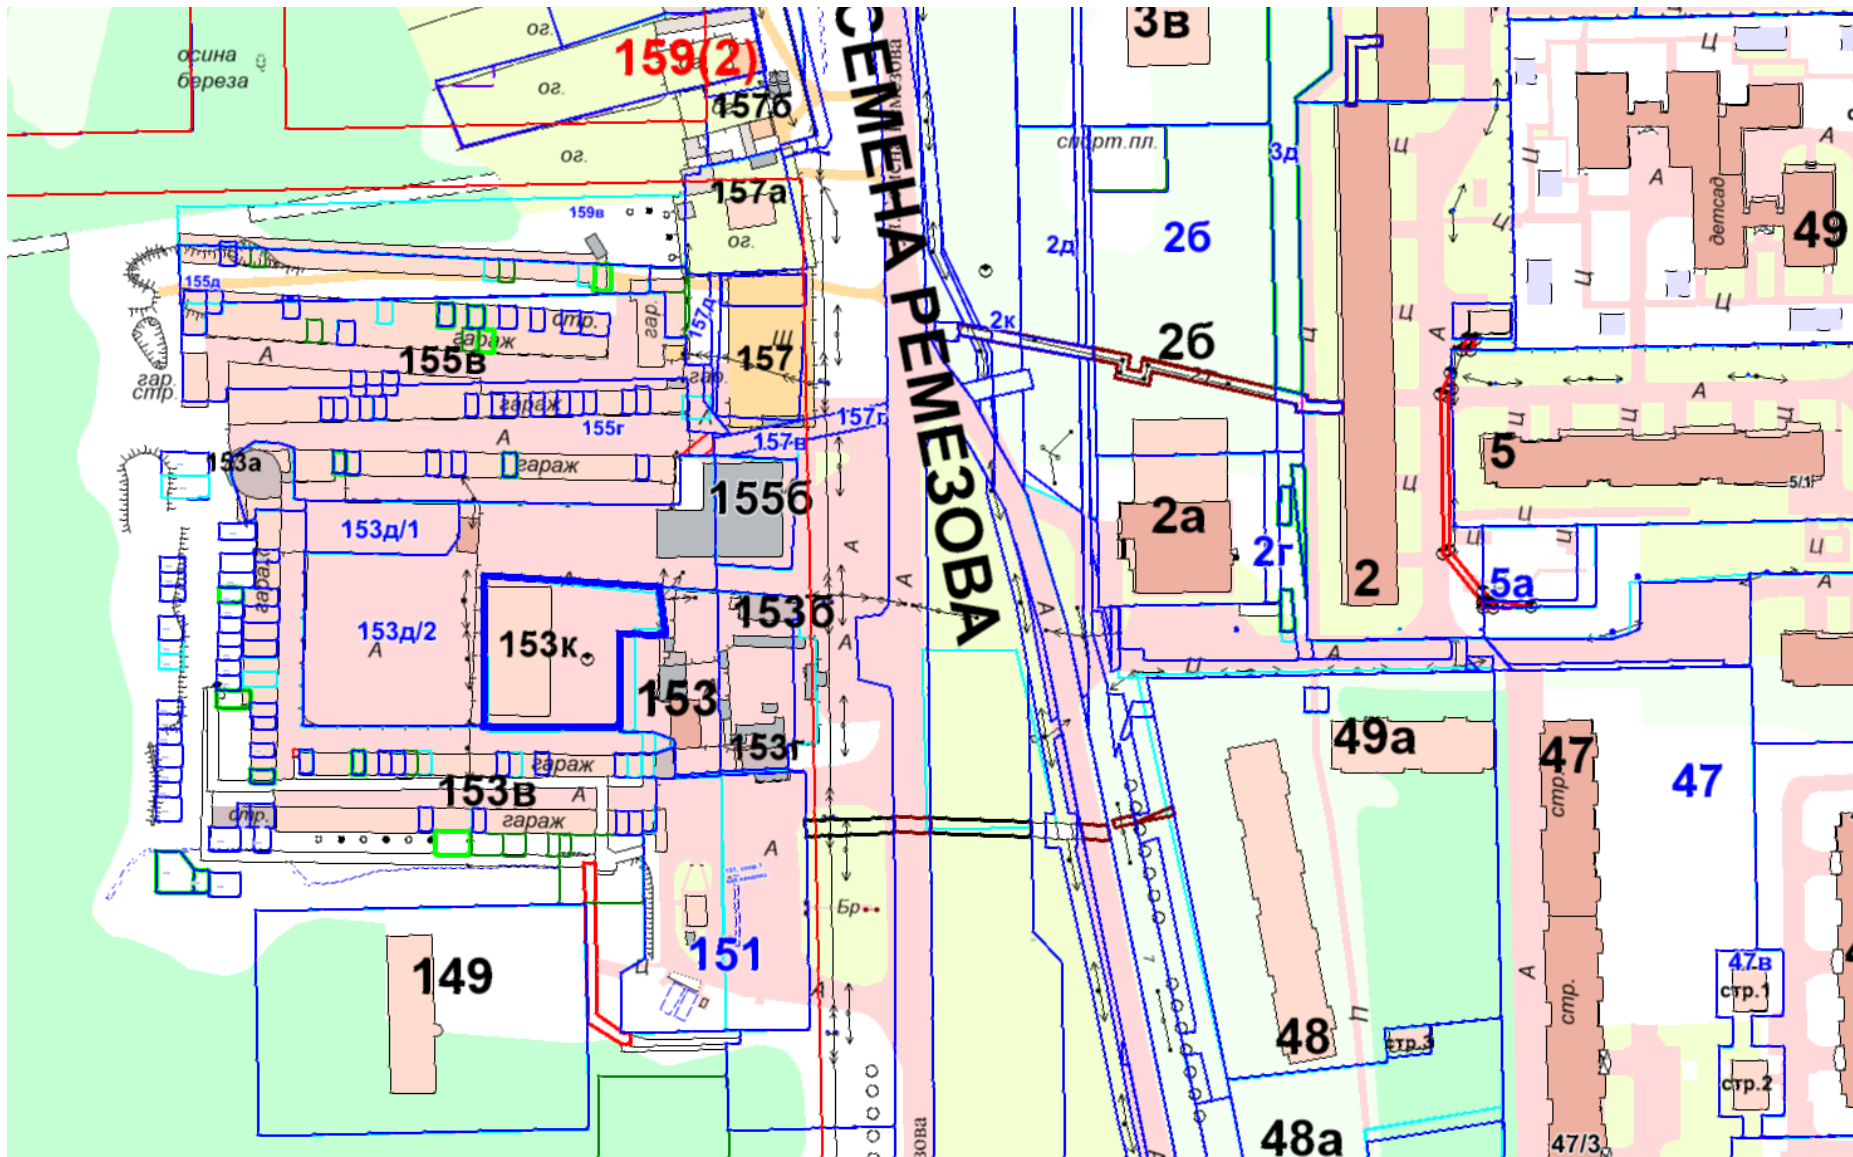 ог.
159(2)
3в
осина
береза
ог.
157б
ог.
157а
ог.
159в
155д
стр.
гараж
155в
гар.
гар.
стр.
А
157д
Щ
157
гар.
гараж
155г
А
А
157в
157г
153а
гараж
155б
153д/1
гараж
153д/2
А
153к
153б
153
153г
гараж
153в
А
стр.
гараж
А
151
149
Бр
СЕМЕНА РЕМЕЗОВА
А
А
А
А
А
спорт.пл.
3д
2д
2б
2к
2б
2а
2г
2
А
Ц
А
Ц
Ц
Ц
Ц
Ц
Ц
Ц
Ц
Ц
А
А
детсад
49
А
А
Ц
Ц
Ц
5
5/1
Ц
Ц
Ц
Ц
5а
А
49а
47
стр.
47
48
стр.3
П
48а
А
стр.
47/3
47в
стр.1
стр.2